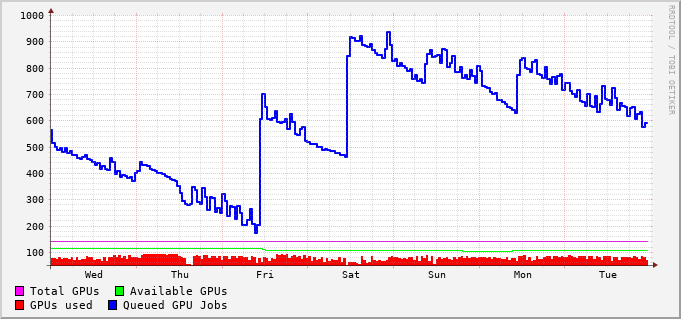 1000
900
800
700
600
500
400
300
200
100
Wed Thu Fri Sat Sun Mon Tue
Total GPUs Available GPUs
GPUs used Queued GPU Jobs
RRDTOOL / TOBI OETIKER